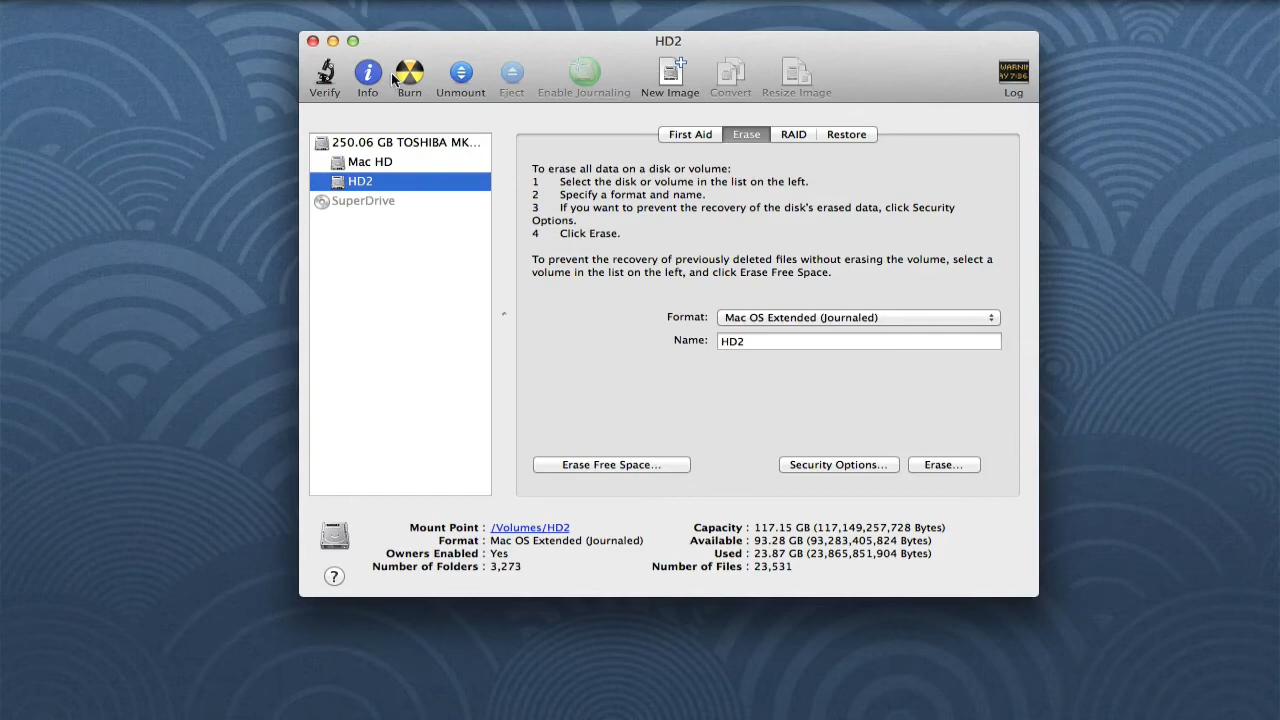 HD2
Verify Info Burn Unmount Eject Enable Journaling New Image Convert Resize Image Log
250.06 GB TOSHIBA MK...
Mac HD
HD2
SuperDrive
First Aid Erase RAID Restore
To erase all data on a disk or volume:
1 Select the disk or volume in the list on the left.
2 Specify a format and name.
3 If you want to prevent the recovery of the disk's erased data, click Security
Options.
4 Click Erase.
To prevent the recovery of previously deleted files without erasing the volume, select a
volume in the list on the left, and click Erase Free Space.
Format: Mac OS Extended (Journaled)
Name: HD2
Erase Free Space... Security Options... Erase...
Mount Point : /Volumes/HD2
Format : Mac OS Extended (Journaled)
Owners Enabled : Yes
Number of Folders : 3,273
Capacity : 117.15 GB (117,149,257,728 Bytes)
Available : 93.28 GB (93,283,405,824 Bytes)
Used : 23.87 GB (23,865,851,904 Bytes)
Number of Files : 23,531
?